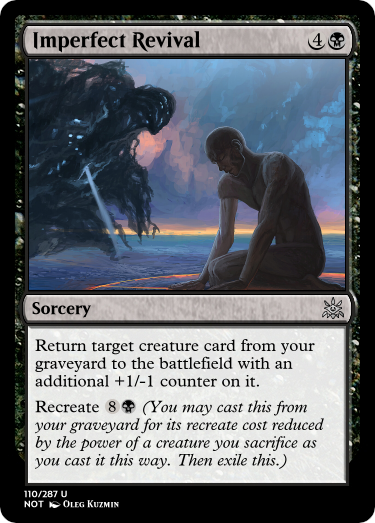 Imperfect Revival 4
Sorcery
Return target creature card from your
graveyard to the battlefield with an
additional +1/-1 counter on it.
Recreate 8 (You may cast this from
your graveyard for its recreate cost reduced
by the power of a creature you sacrifice as
you cast it this way. Then exile this.)
110/287 U
NOT Oleg Kuzmin